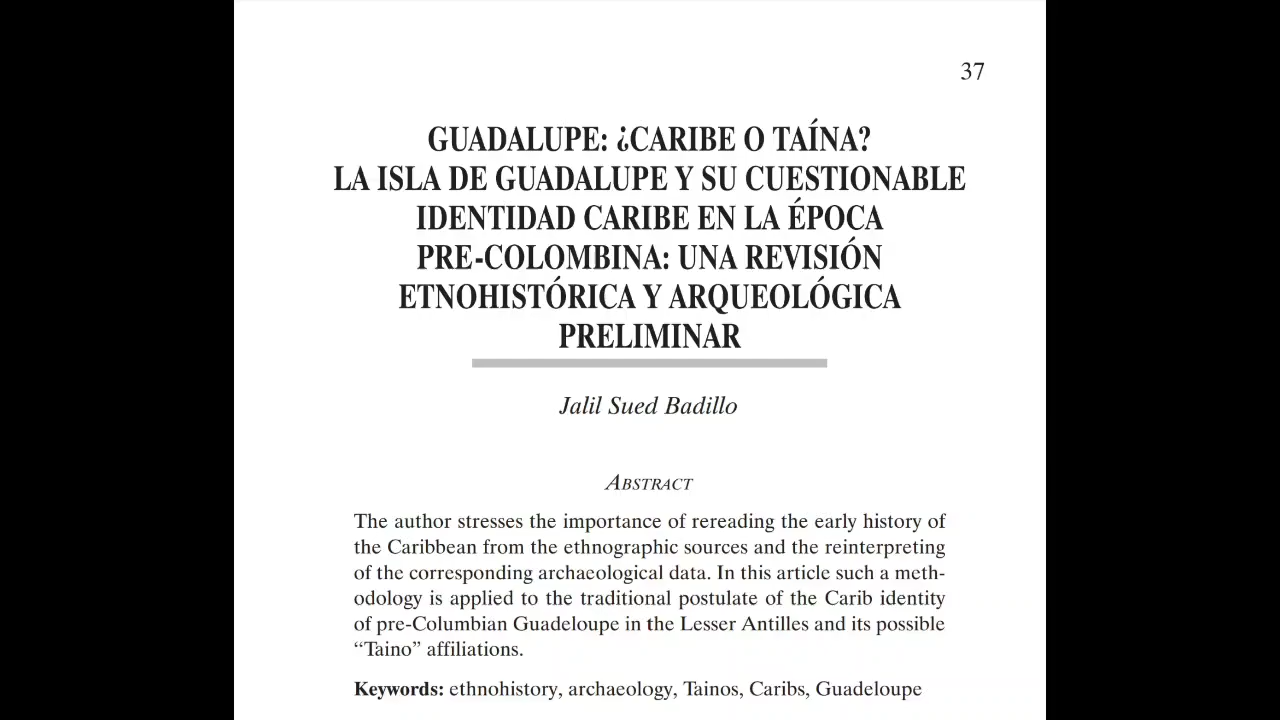 37
GUADALUPE: ¿CARIBE O TAÍNA?
LA ISLA DE GUADALUPE Y SU CUESTIONABLE
IDENTIDAD CARIBE EN LA ÉPOCA
PRE-COLOMBINA: UNA REVISIÓN
ETNOHISTÓRICA Y ARQUEOLÓGICA
PRELIMINAR
Jalil Sued Badillo
ABSTRACT
The author stresses the importance of rereading the early history of
the Caribbean from the ethnographic sources and the reinterpreting
of the corresponding archaeological data. In this article such a meth-
odology is applied to the traditional postulate of the Carib identity
of pre-Columbian Guadeloupe in the Lesser Antilles and its possible
“Taino” affiliations.
Keywords: ethnohistory, archaeology, Tainos, Caribs, Guadeloupe